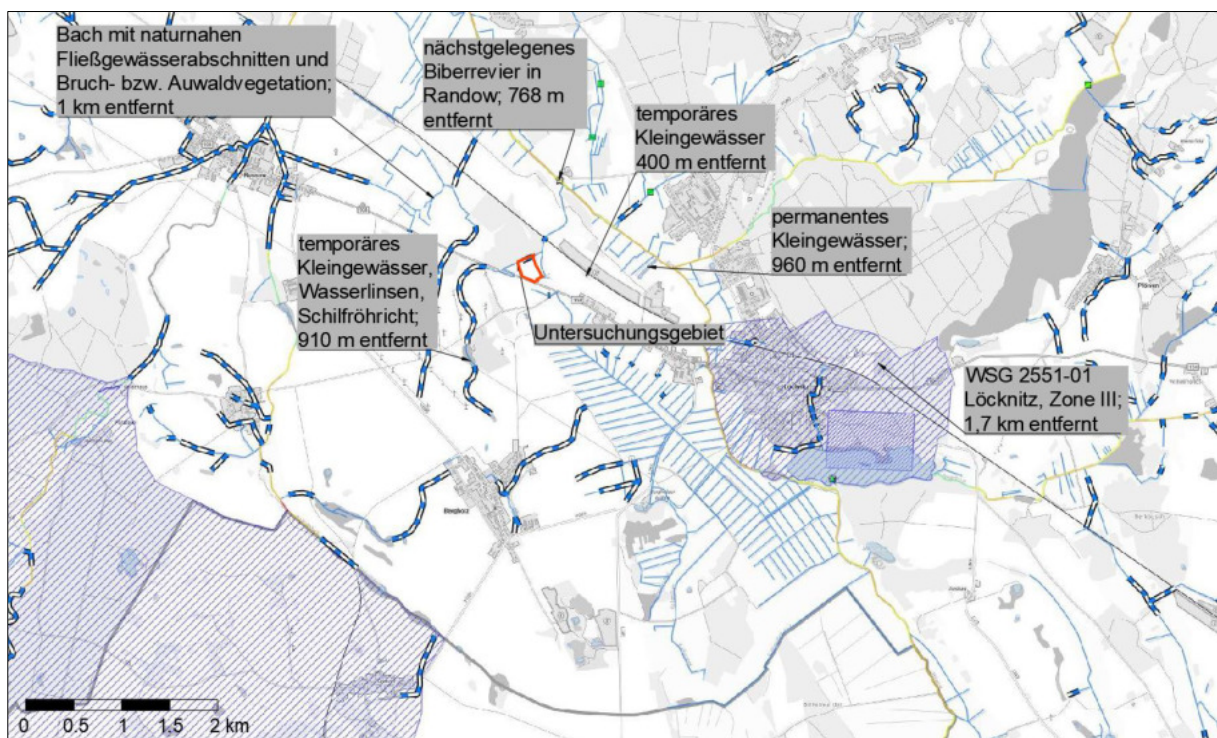 Bach mit naturnahen
Fließgewässerabschnitten und
Bruch- bzw. Auwaldvegetation;
1 km entfernt
nächstgelegenes
Biberrevier in
Randow; 768 m
entfernt
temporäres
Kleingewässer
400 m entfernt
permanentes
Kleingewässer;
960 m entfernt
temporäres
Kleingewässer,
Wasserlinsen,
Schilfröhricht;
910 m entfernt
Untersuchungsgebiet
WSG 2551-01
Löcknitz, Zone III;
1,7 km entfernt
Bergholz
0 0.5 1 1.5 2 km